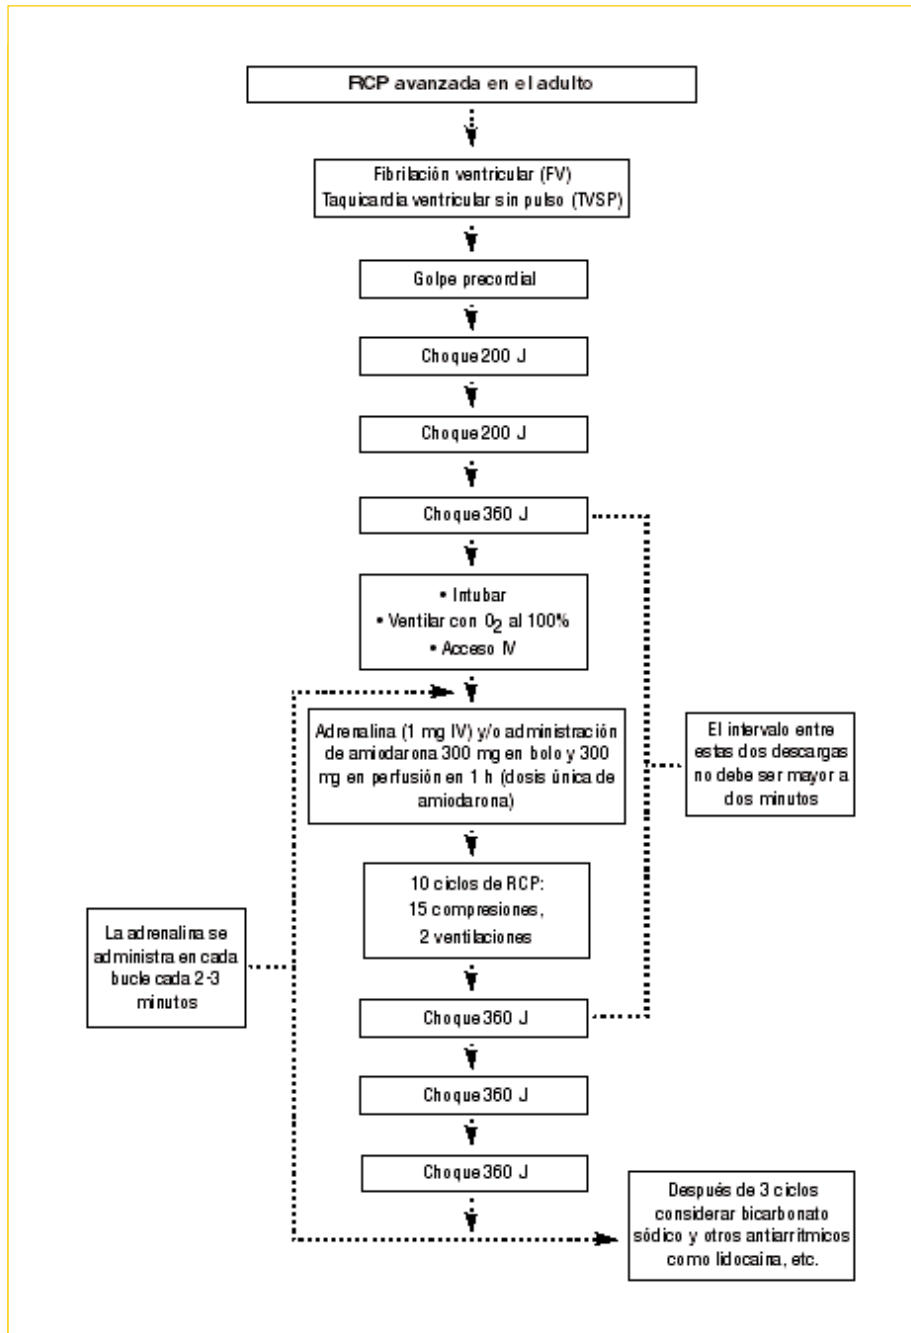 RCP avanzada en el adulto
Fibrilación ventricular (FV)
Taquicardia ventricular sin pulso (TVSP)
Golpe precordial
Choque 200 J
Choque 200 J
Choque 360 J
• Intubar
• Ventilar con O2 al 100%
• Acceso IV
Adrenalina (1 mg IV) y/o administración
de amiodarona 300 mg en bolo y 300
mg en perfusión en 1 h (dosis única de
amiodarona)
El intervalo entre
estas dos descargas
no debe ser mayor a
dos minutos
10 ciclos de RCP:
15 compresiones,
2 ventilaciones
La adrenalina se
administra en cada
bucle cada 2-3
minutos
Choque 360 J
Choque 360 J
Choque 360 J
Después de 3 ciclos
considerar bicarbonato
sódico y otros antiarrítmicos
como lidocaína, etc.